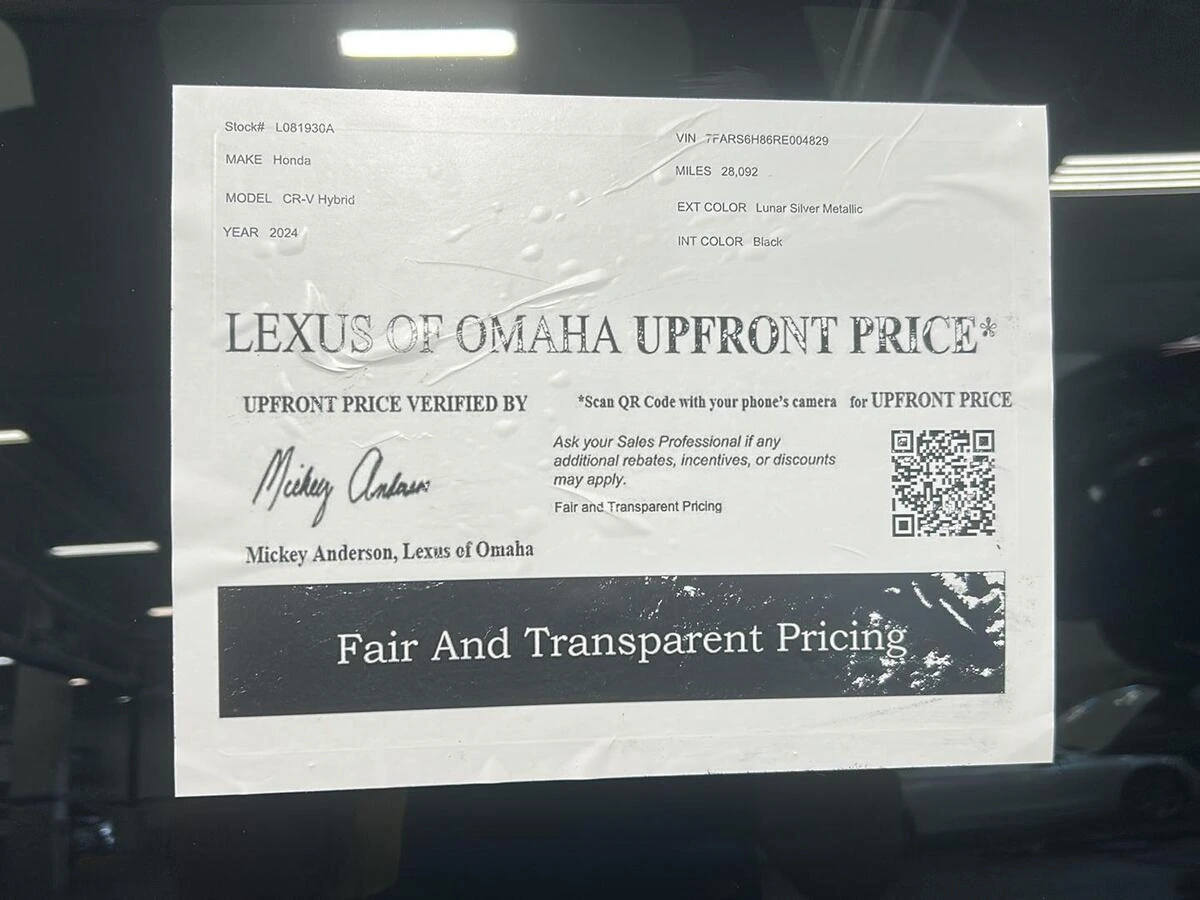 Stock# L081930A
MAKE Honda
MODEL CR-V Hybrid
YEAR 2024
VIN 7FARS6H86RE004829
MILES 28,092
EXT COLOR Lunar Silver Metallic
INT COLOR Black
LEXUS OF OMAHA UPFRONT PRICE*
UPFRONT PRICE VERIFIED BY
Mickey Anderson
Mickey Anderson, Lexus of Omaha
*Scan QR Code with your phone's camera for UPFRONT PRICE
Ask your Sales Professional if any
additional rebates, incentives, or discounts
may apply.
Fair and Transparent Pricing
Fair And Transparent Pricing